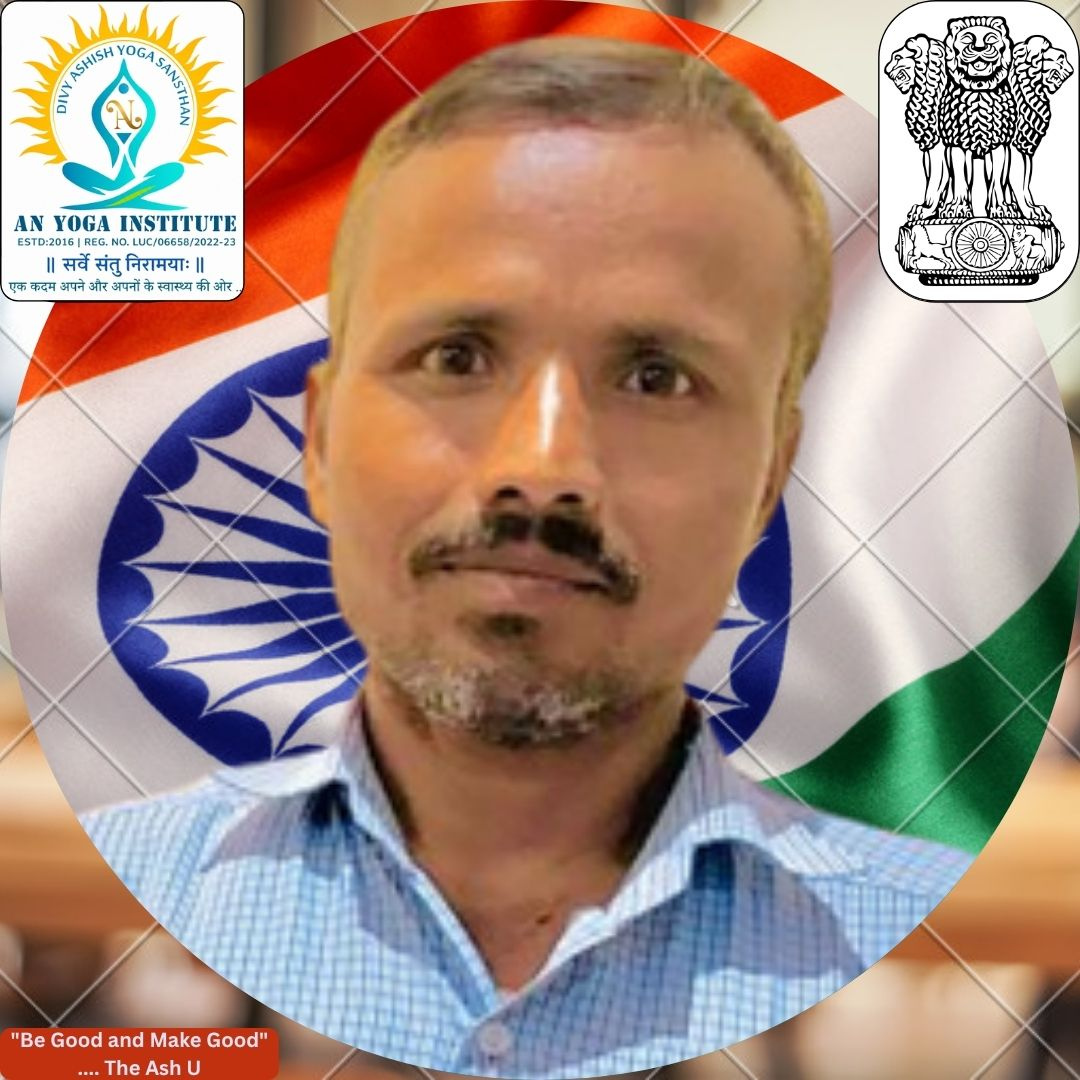 DIVY ASHISH YOGA SANSTHAN
AN
AN YOGA INSTITUTE
ESTD:2016 | REG. NO. LUC/06658/2022-23
॥ सर्वे संतु निरामयाः ॥
एक कदम अपने और अपनों के स्वास्थ्य की ओर ..
"Be Good and Make Good"
.... The Ash U